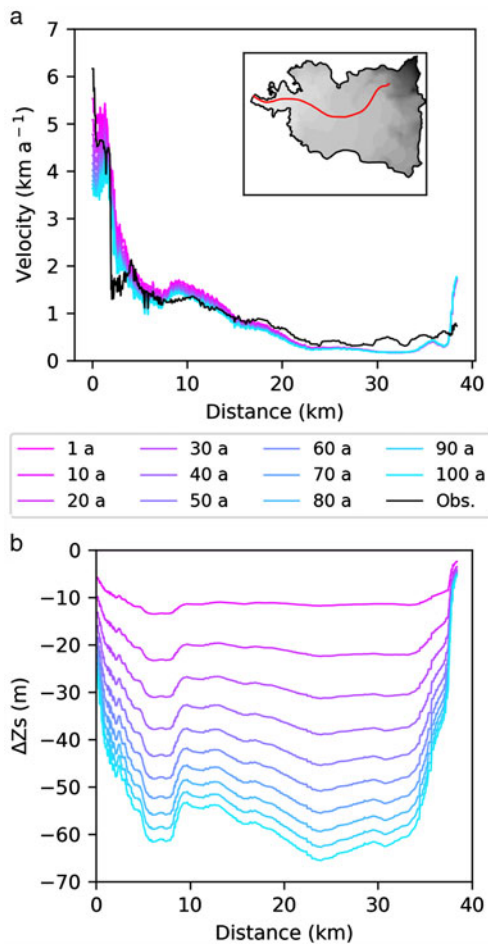 a
7
6
5
4
3
2
1
0
Velocity (km a⁻¹)
0 10 20 30 40
Distance (km)
1 a 30 a 60 a 90 a
10 a 40 a 70 a 100 a
20 a 50 a 80 a Obs.
b
0
−10
−20
−30
−40
−50
−60
−70
ΔZs (m)
0 10 20 30 40
Distance (km)